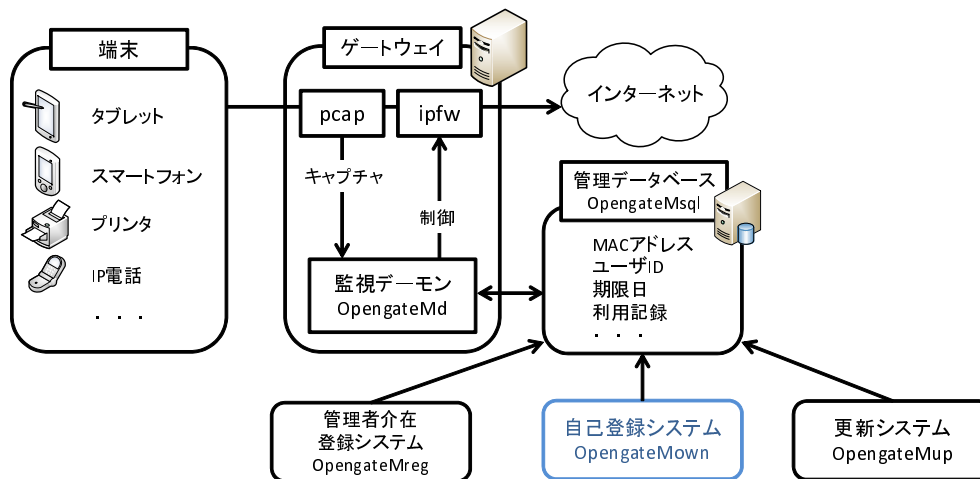 端末
タブレット
スマートフォン
プリンタ
IP電話
・・・
ゲートウェイ
pcap
ipfw
キャプチャ
制御
監視デーモン
OpengateMd
インターネット
管理データベース
OpengateMsql
MACアドレス
ユーザID
期限日
利用記録
・・・
管理者介在
登録システム
OpengateMreg
自己登録システム
OpengateMown
更新システム
OpengateMup